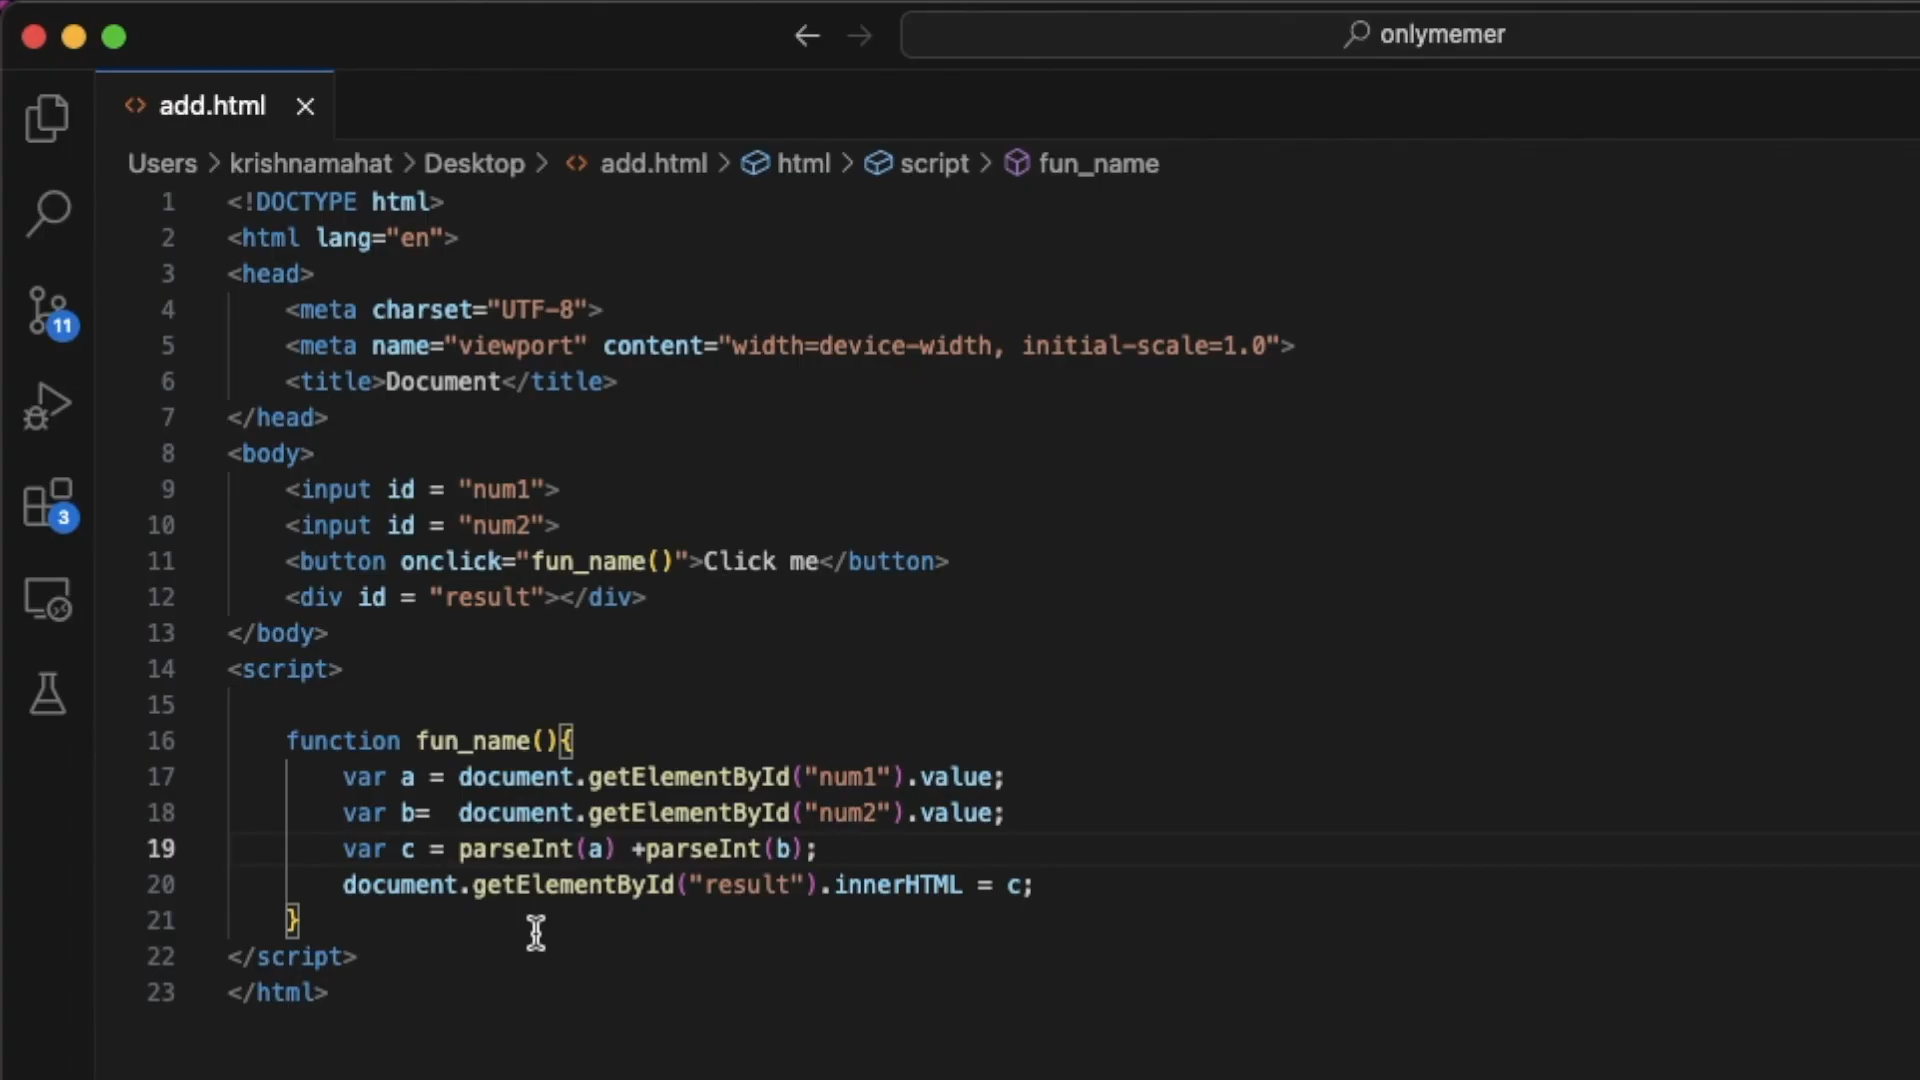 onlymemer
add.html
Users > krishnamahat > Desktop > <> add.html > html > script > fun_name
1 <!DOCTYPE html>
2 <html lang="en">
3 <head>
4 <meta charset="UTF-8">
5 <meta name="viewport" content="width=device-width, initial-scale=1.0">
6 <title>Document</title>
7 </head>
8 <body>
9 <input id = "num1">
10 <input id = "num2">
11 <button onclick="fun_name()">Click me</button>
12 <div id = "result"></div>
13 </body>
14 <script>
15
16 function fun_name(){
17 var a = document.getElementById("num1").value;
18 var b=  document.getElementById("num2").value;
19 var c = parseInt(a) +parseInt(b);
20 document.getElementById("result").innerHTML = c;
21 }
22 </script>
23 </html>
11
3